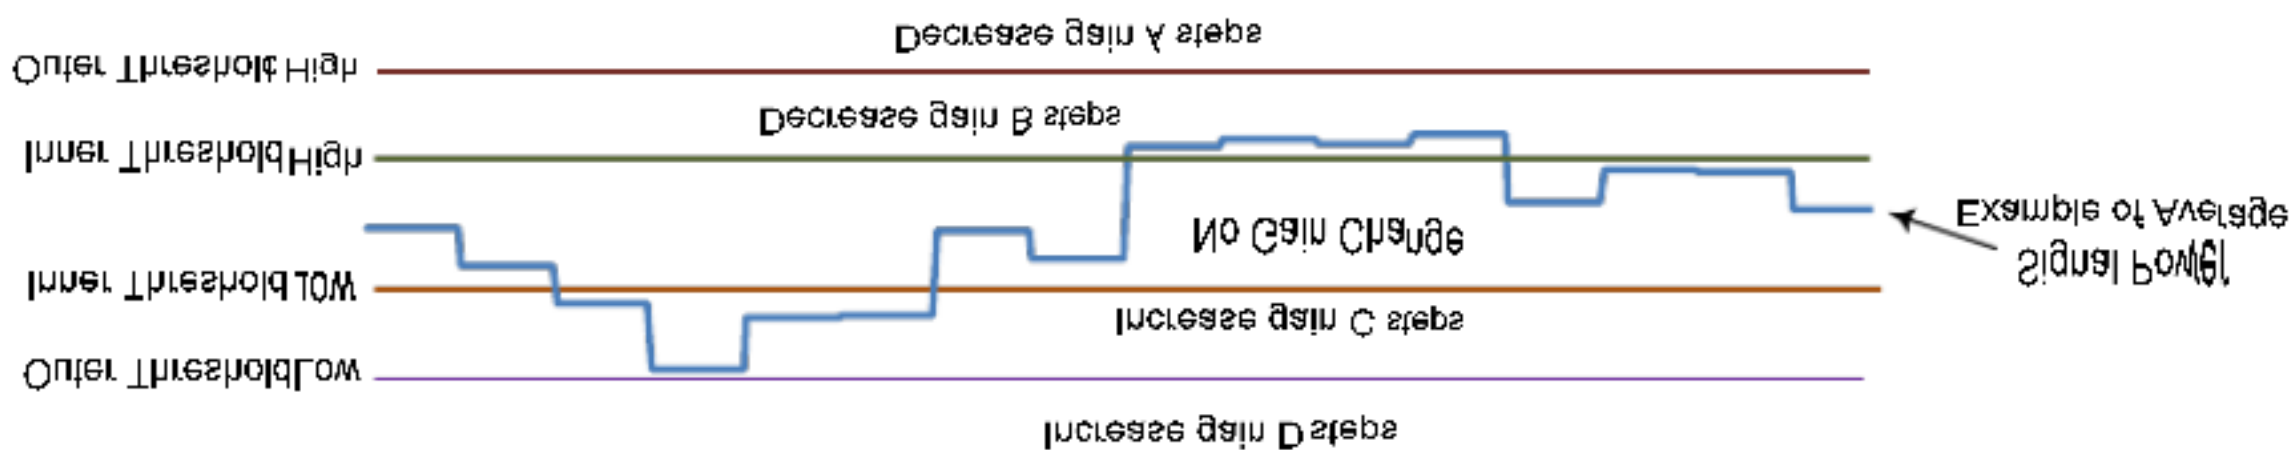 Decrease gain A steps
Outer Threshold High
Decrease gain B steps
Inner Threshold High
Example of Average
Signal Power
No Gain Change
Inner Threshold low
Increase gain C steps
Outer Threshold Low
Increase gain D steps